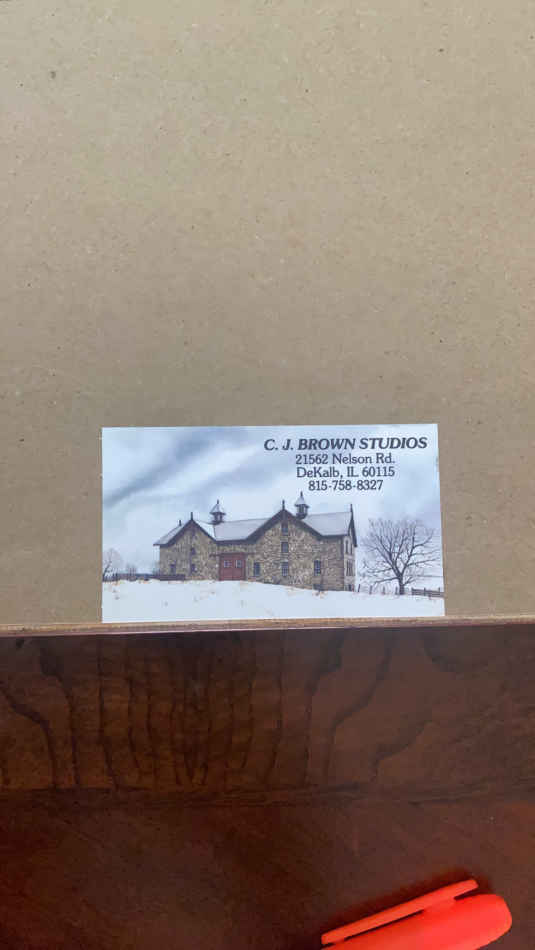 C. J. BROWN STUDIOS
21562 Nelson Rd.
DeKalb, IL 60115
815-758-8327